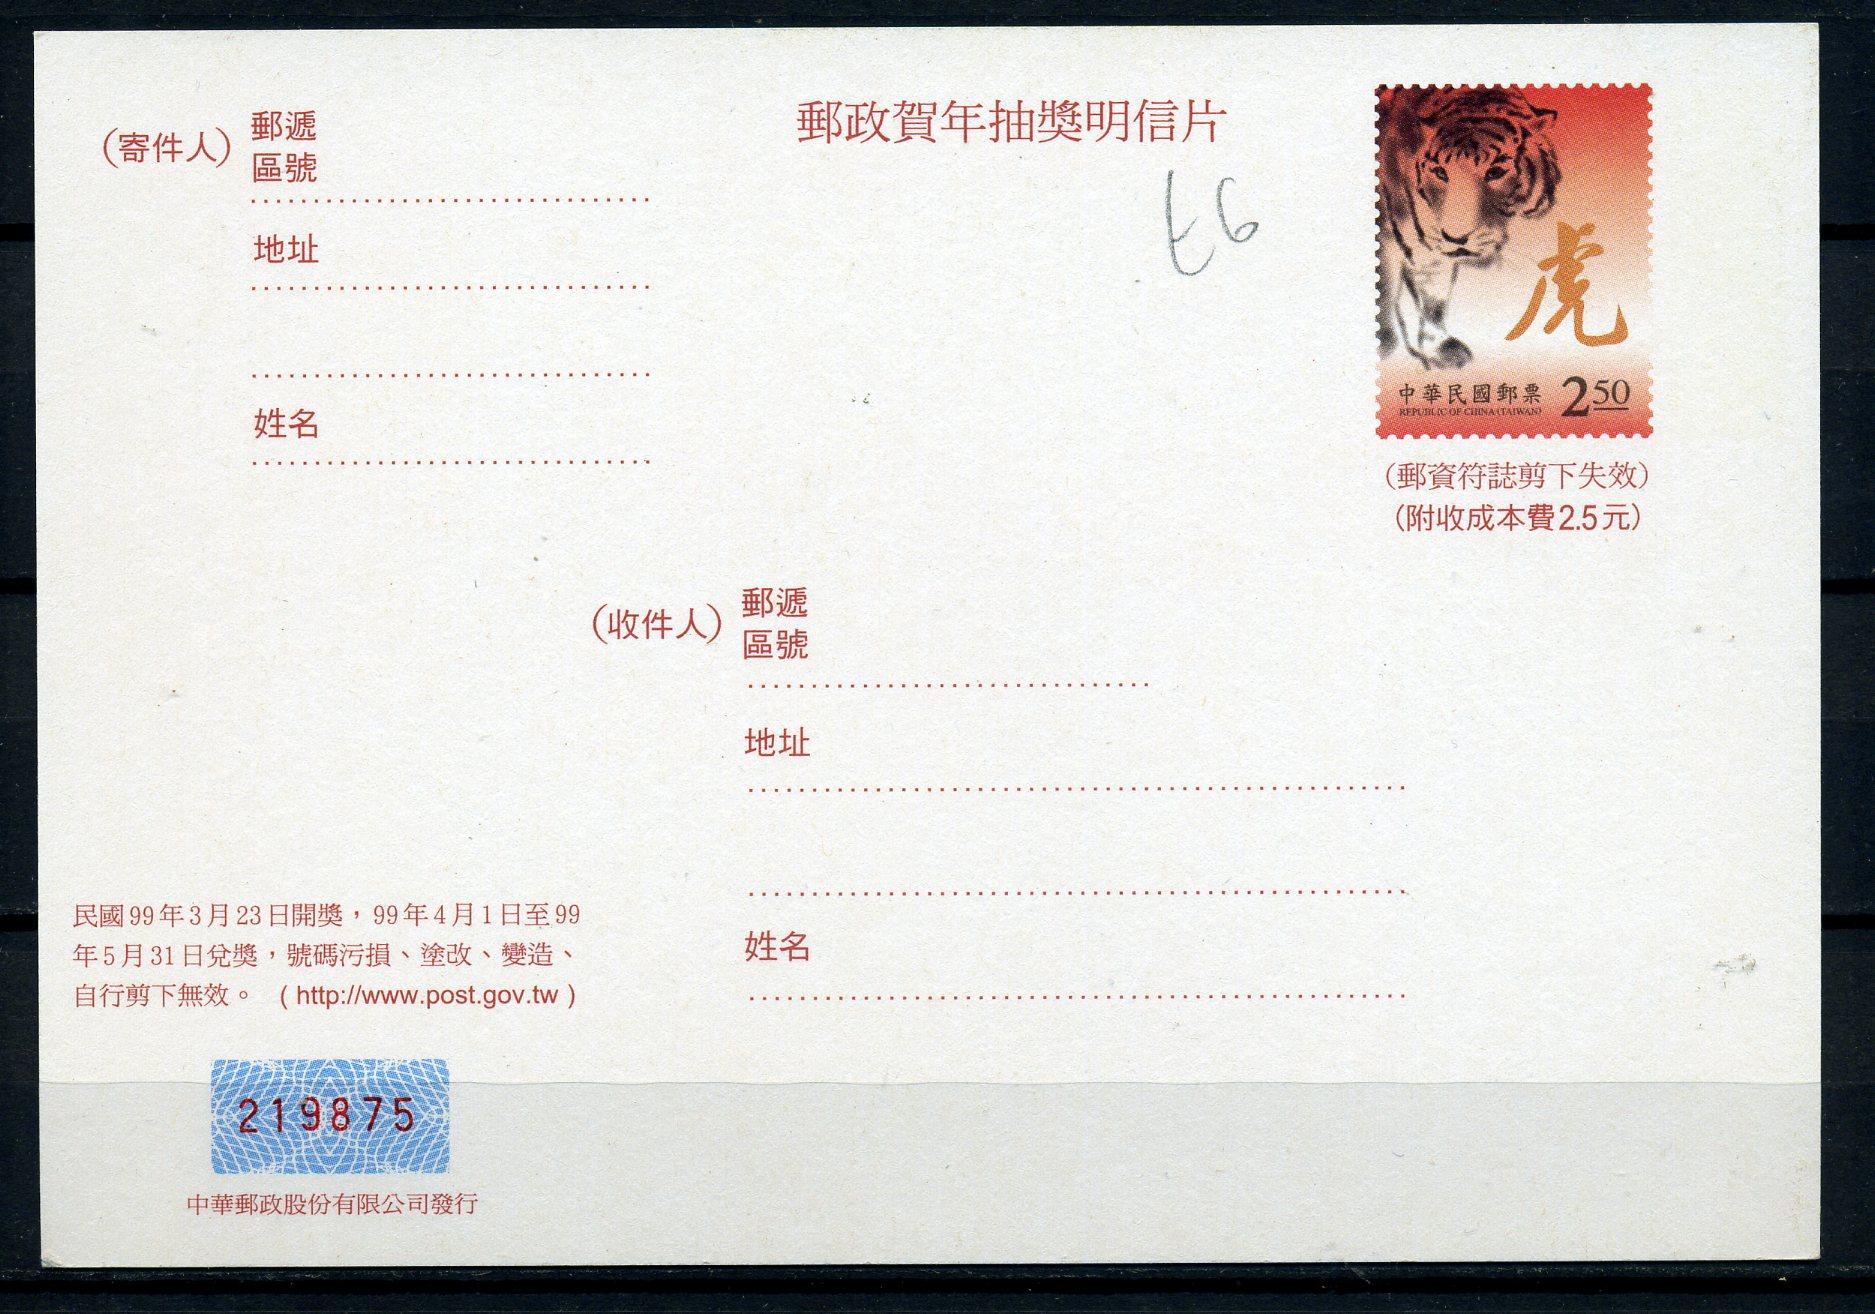 郵政賀年抽獎明信片
(寄件人)
郵遞
區號
地址
姓名
虎
中華民國郵票 2 50
REPUBLIC OF CHINA (TAIWAN)
(郵資符誌剪下失效)
(附收成本費2.5元)
(收件人)
郵遞
區號
地址
姓名
民國99年3月23日開獎，99年4月1日至99
年5月31日兌獎，號碼污損、塗改、變造、
自行剪下無效。 ( http://www.post.gov.tw )
219875
中華郵政股份有限公司發行